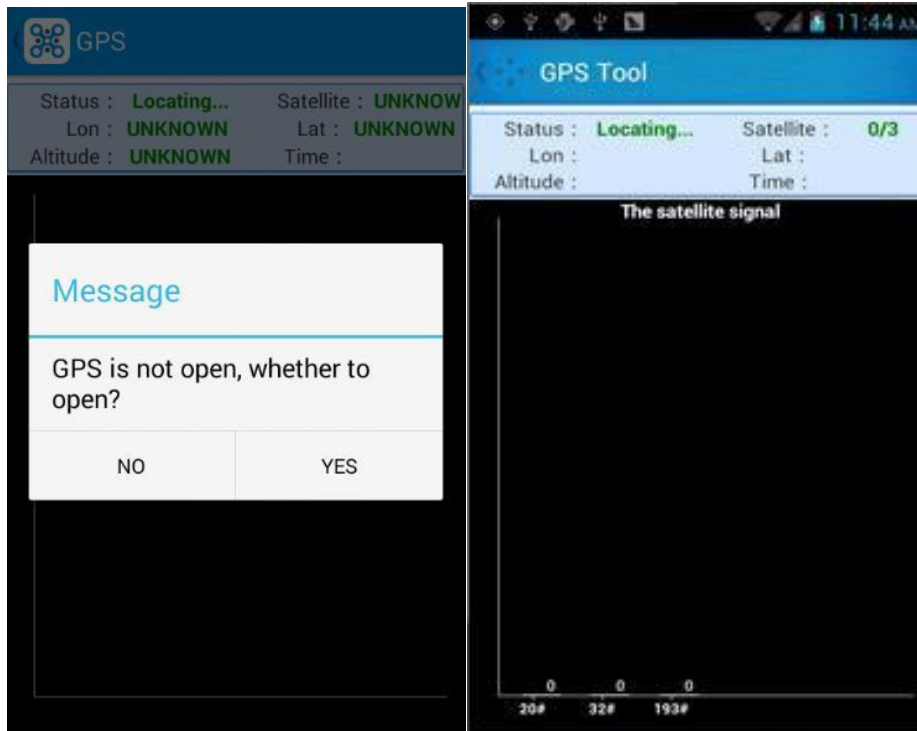 GPS
Status : Locating... Satellite : UNKNOW
Lon : UNKNOWN Lat : UNKNOWN
Altitude : UNKNOWN Time :
Message
GPS is not open, whether to
open?
NO YES
11:44 AM
GPS Tool
Status : Locating... Satellite : 0/3
Lon : Lat :
Altitude : Time :
The satellite signal
0 0 0
20# 32# 193#